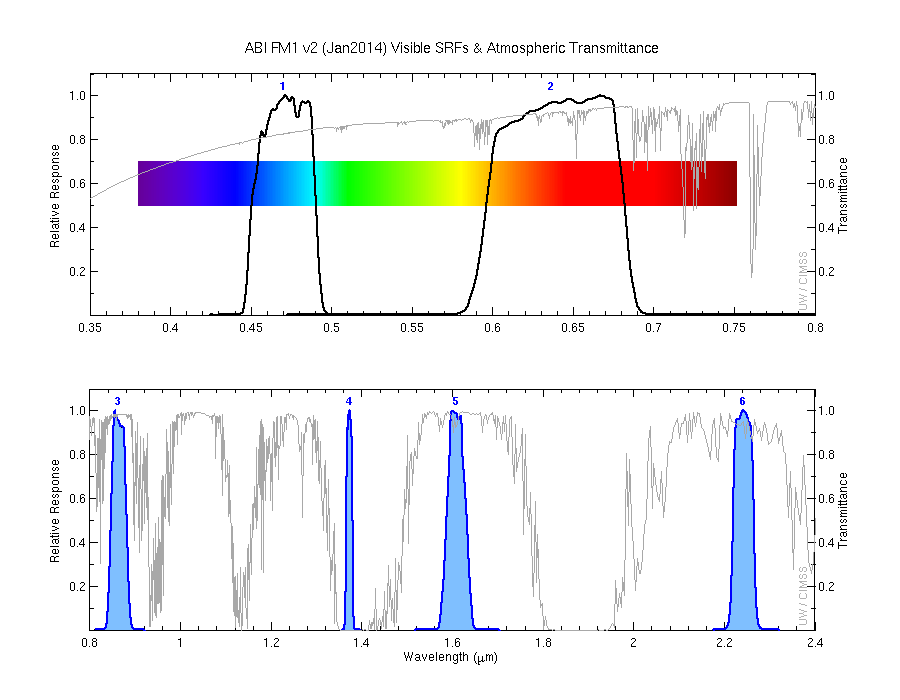 ABI FM1 v2 (Jan2014) Visible SRFs & Atmospheric Transmittance
1 2
1.0 1.0
0.8 0.8
0.6 0.6
0.4 0.4
0.2 0.2
Relative Response
Transmittance
UW / CIMSS
0.35 0.4 0.45 0.5 0.55 0.6 0.65 0.7 0.75 0.8
3 4 5 6
1.0 1.0
0.8 0.8
0.6 0.6
0.4 0.4
0.2 0.2
Relative Response
Transmittance
UW / CIMSS
0.8 1 1.2 1.4 1.6 1.8 2 2.2 2.4
Wavelength (μm)